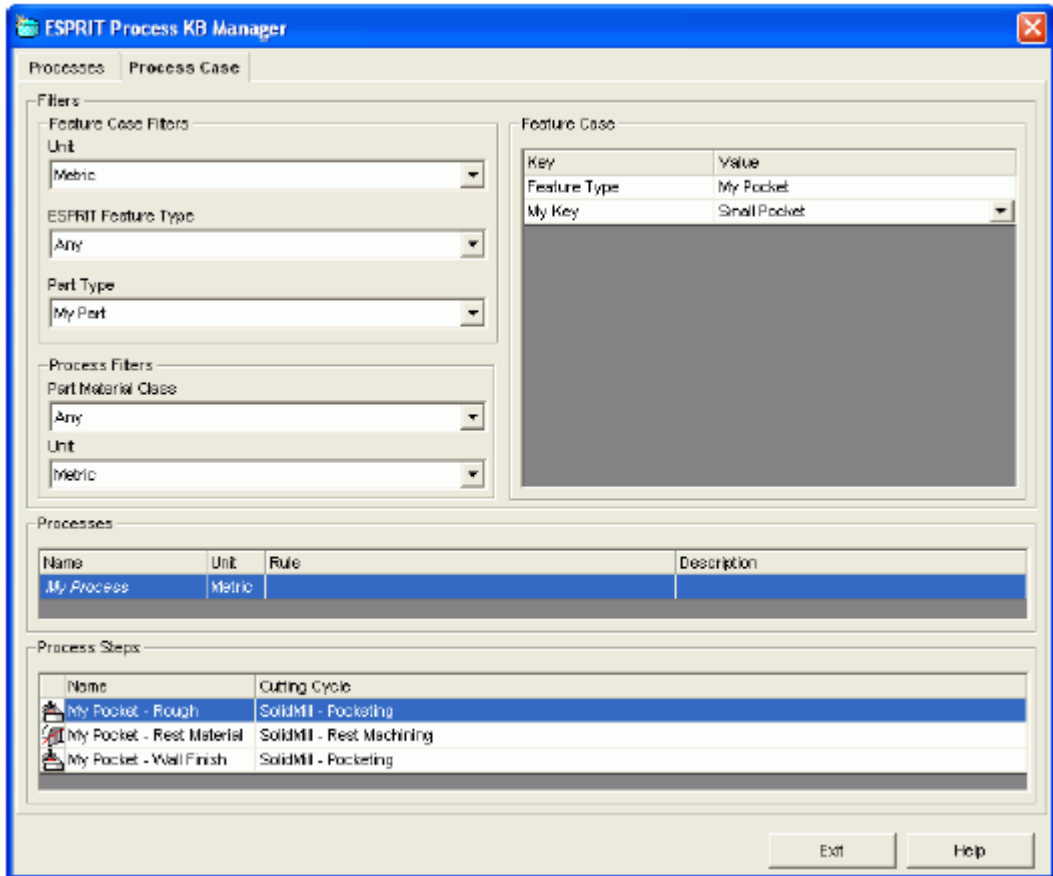 ESPRIT Process KB Manager
Processes Process Case
Filters
Feature Case Filters
Unit
Metric
ESPRIT Feature Type
Any
Part Type
My Part
Process Filters
Part Material Class
Any
Unit
Metric
Feature Case
Key Value
Feature Type My Pocket
My Key Small Pocket
Processes
Name Unit Rule Description
My Process Metric
Process Steps
Name Cutting Cycle
My Pocket - Rough SolidMill - Pocketing
My Pocket - Rest Material SolidMill - Rest Machining
My Pocket - Wall Finish SolidMill - Pocketing
Exit Help